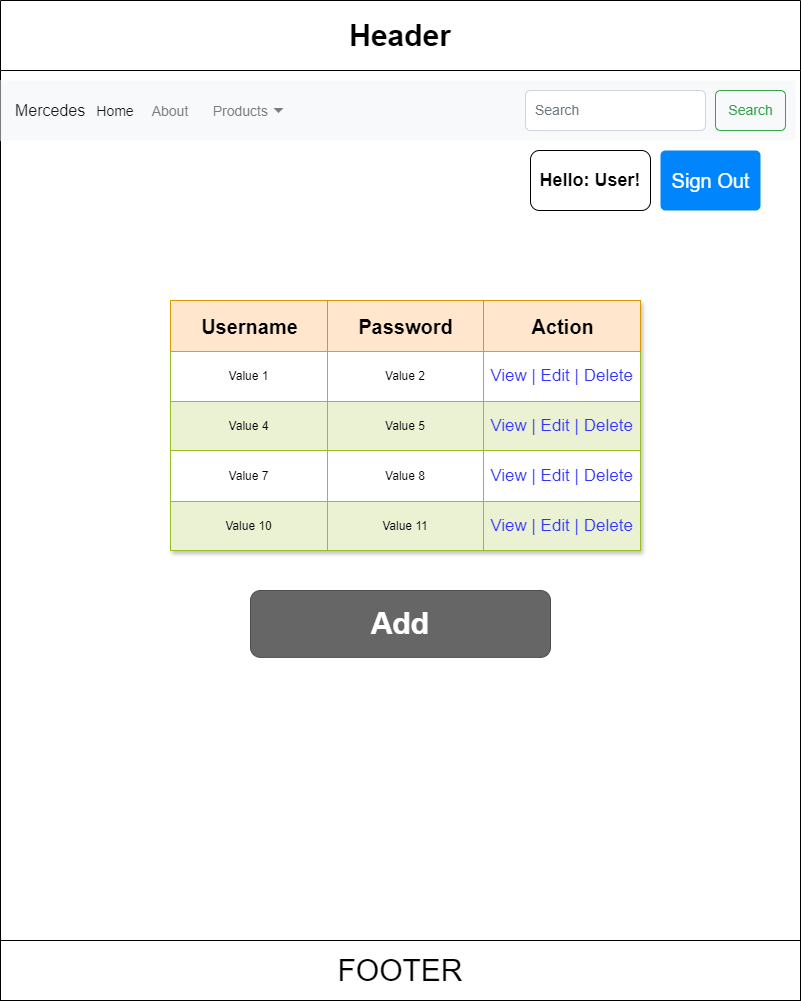 Header
Mercedes Home About Products Search Search
Hello: User! Sign Out
Username Password Action
Value 1 Value 2 View | Edit | Delete
Value 4 Value 5 View | Edit | Delete
Value 7 Value 8 View | Edit | Delete
Value 10 Value 11 View | Edit | Delete
Add
FOOTER